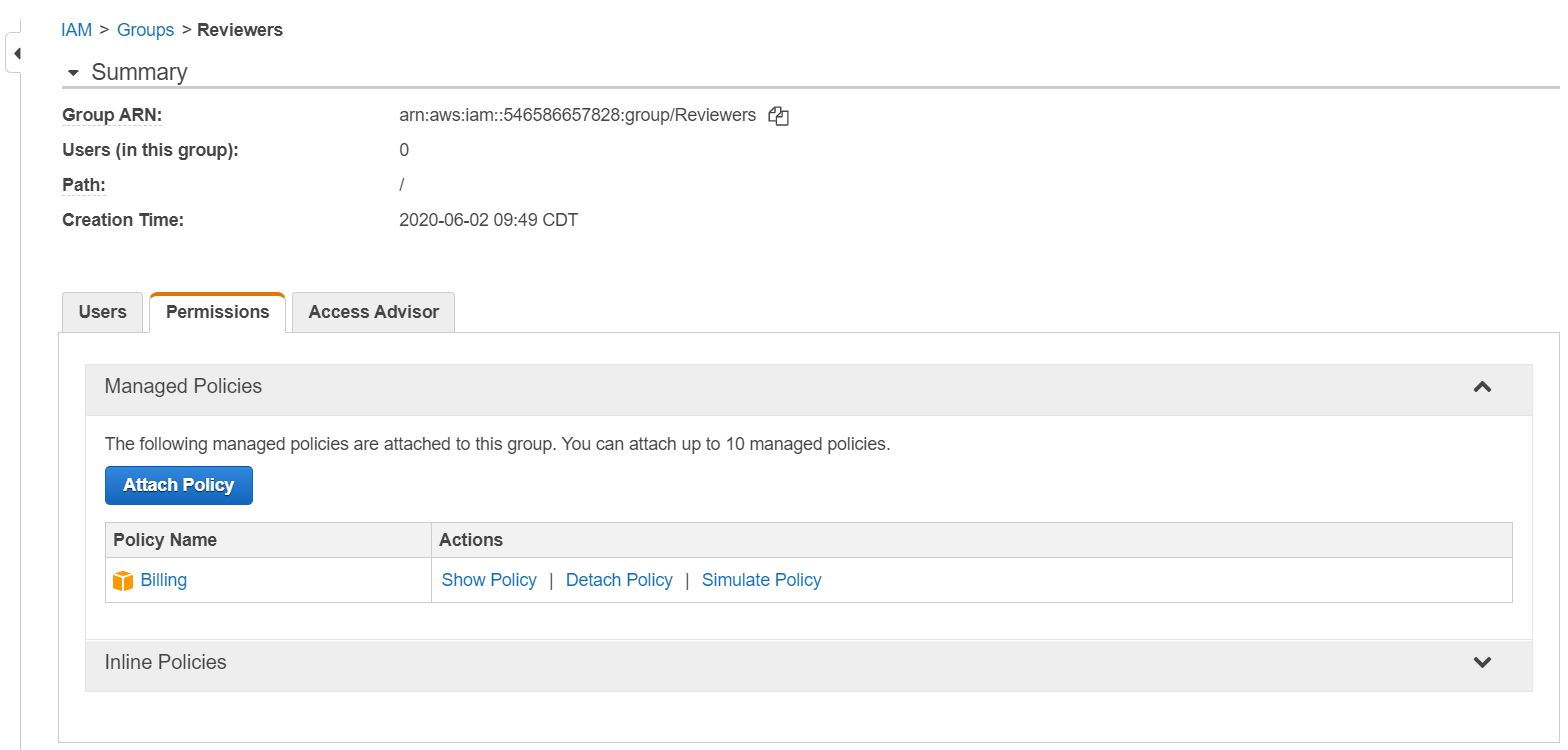 IAM > Groups > Reviewers
Summary
Group ARN: arn:aws:iam::546586657828:group/Reviewers
Users (in this group): 0
Path: /
Creation Time: 2020-06-02 09:49 CDT
Users Permissions Access Advisor
Managed Policies
The following managed policies are attached to this group. You can attach up to 10 managed policies.
Attach Policy
Policy Name Actions
Billing Show Policy | Detach Policy | Simulate Policy
Inline Policies